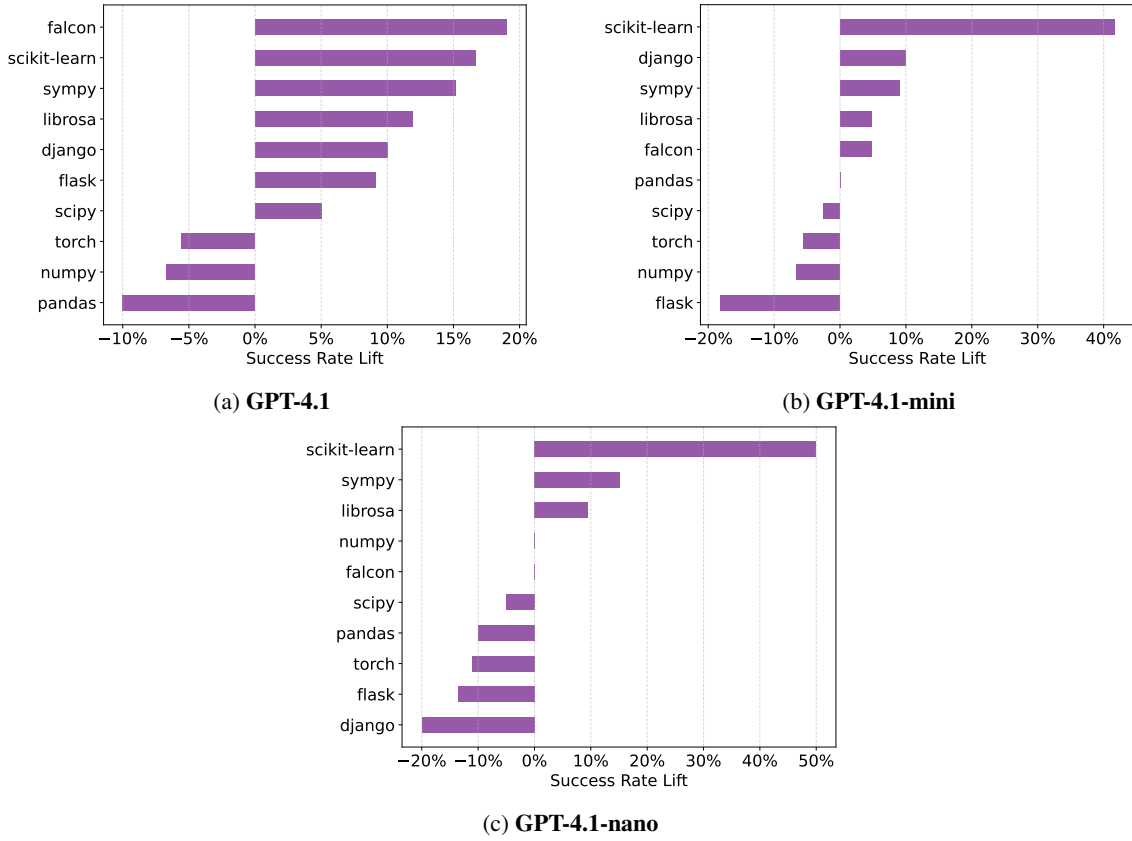 falcon
scikit-learn
sympy
librosa
django
flask
scipy
torch
numpy
pandas
−10% −5% 0% 5% 10% 15% 20%
Success Rate Lift
(a) GPT-4.1
scikit-learn
django
sympy
librosa
falcon
pandas
scipy
torch
numpy
flask
−20% −10% 0% 10% 20% 30% 40%
Success Rate Lift
(b) GPT-4.1-mini
scikit-learn
sympy
librosa
numpy
falcon
scipy
pandas
torch
flask
django
−20% −10% 0% 10% 20% 30% 40% 50%
Success Rate Lift
(c) GPT-4.1-nano